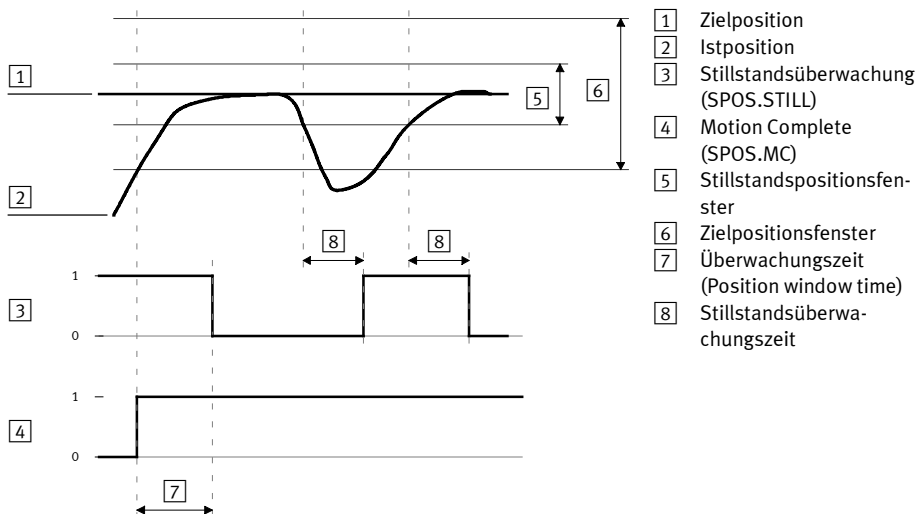 1
2
5
6
1 Zielposition
2 Istposition
3 Stillstandsüberwachung
(SPOS.STILL)
4 Motion Complete
(SPOS.MC)
5 Stillstandspositionsfen-
ster
6 Zielpositionsfenster
7 Überwachungszeit
(Position window time)
8 Stillstandsüberwa-
chungszeit
8
8
1
3
0
1
4
0
7